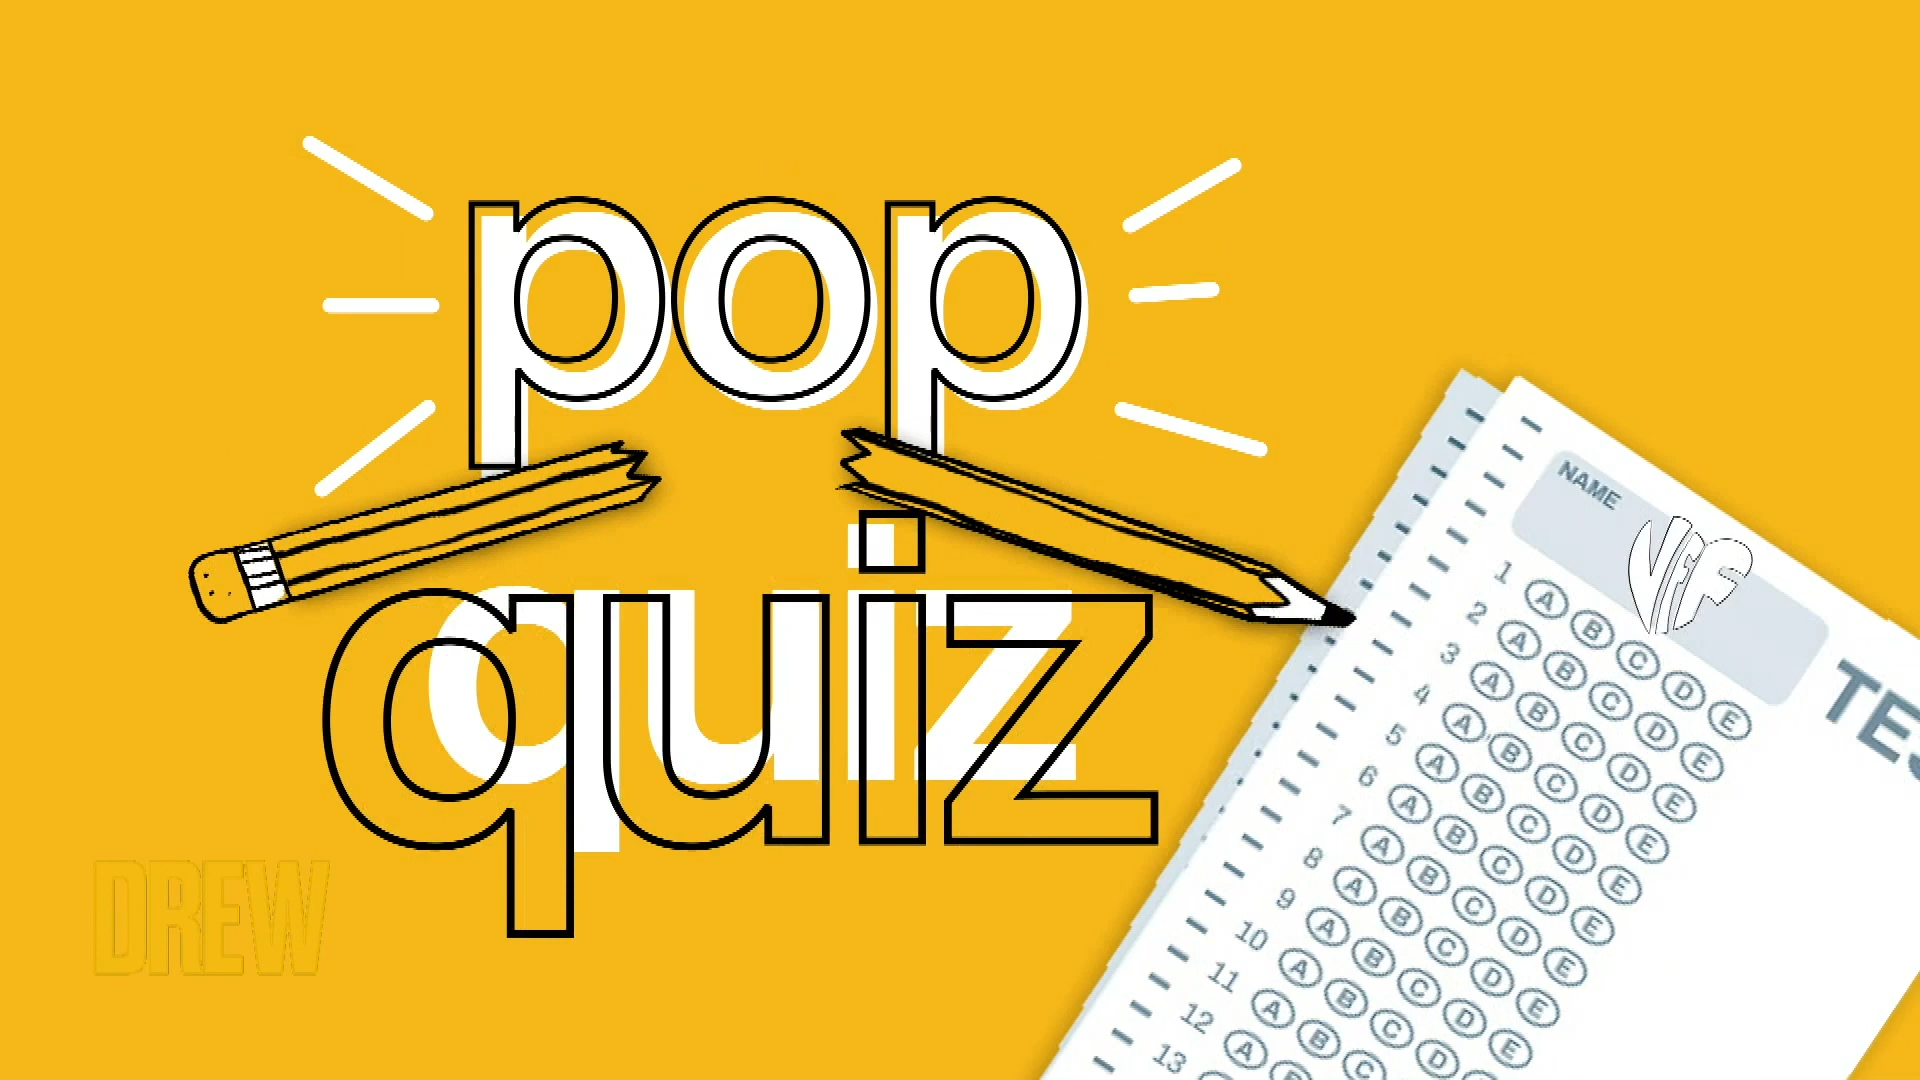 pop
quiz
DREW
NAME
TES
1 A B C D E
2 A B C D E
3 A B C D E
4 A B C D E
5 A B C D E
6 A B C D E
7 A B C D E
8 A B C D E
9 A B C D E
10 A B C D E
11 A B C D E
12 A B C D
13